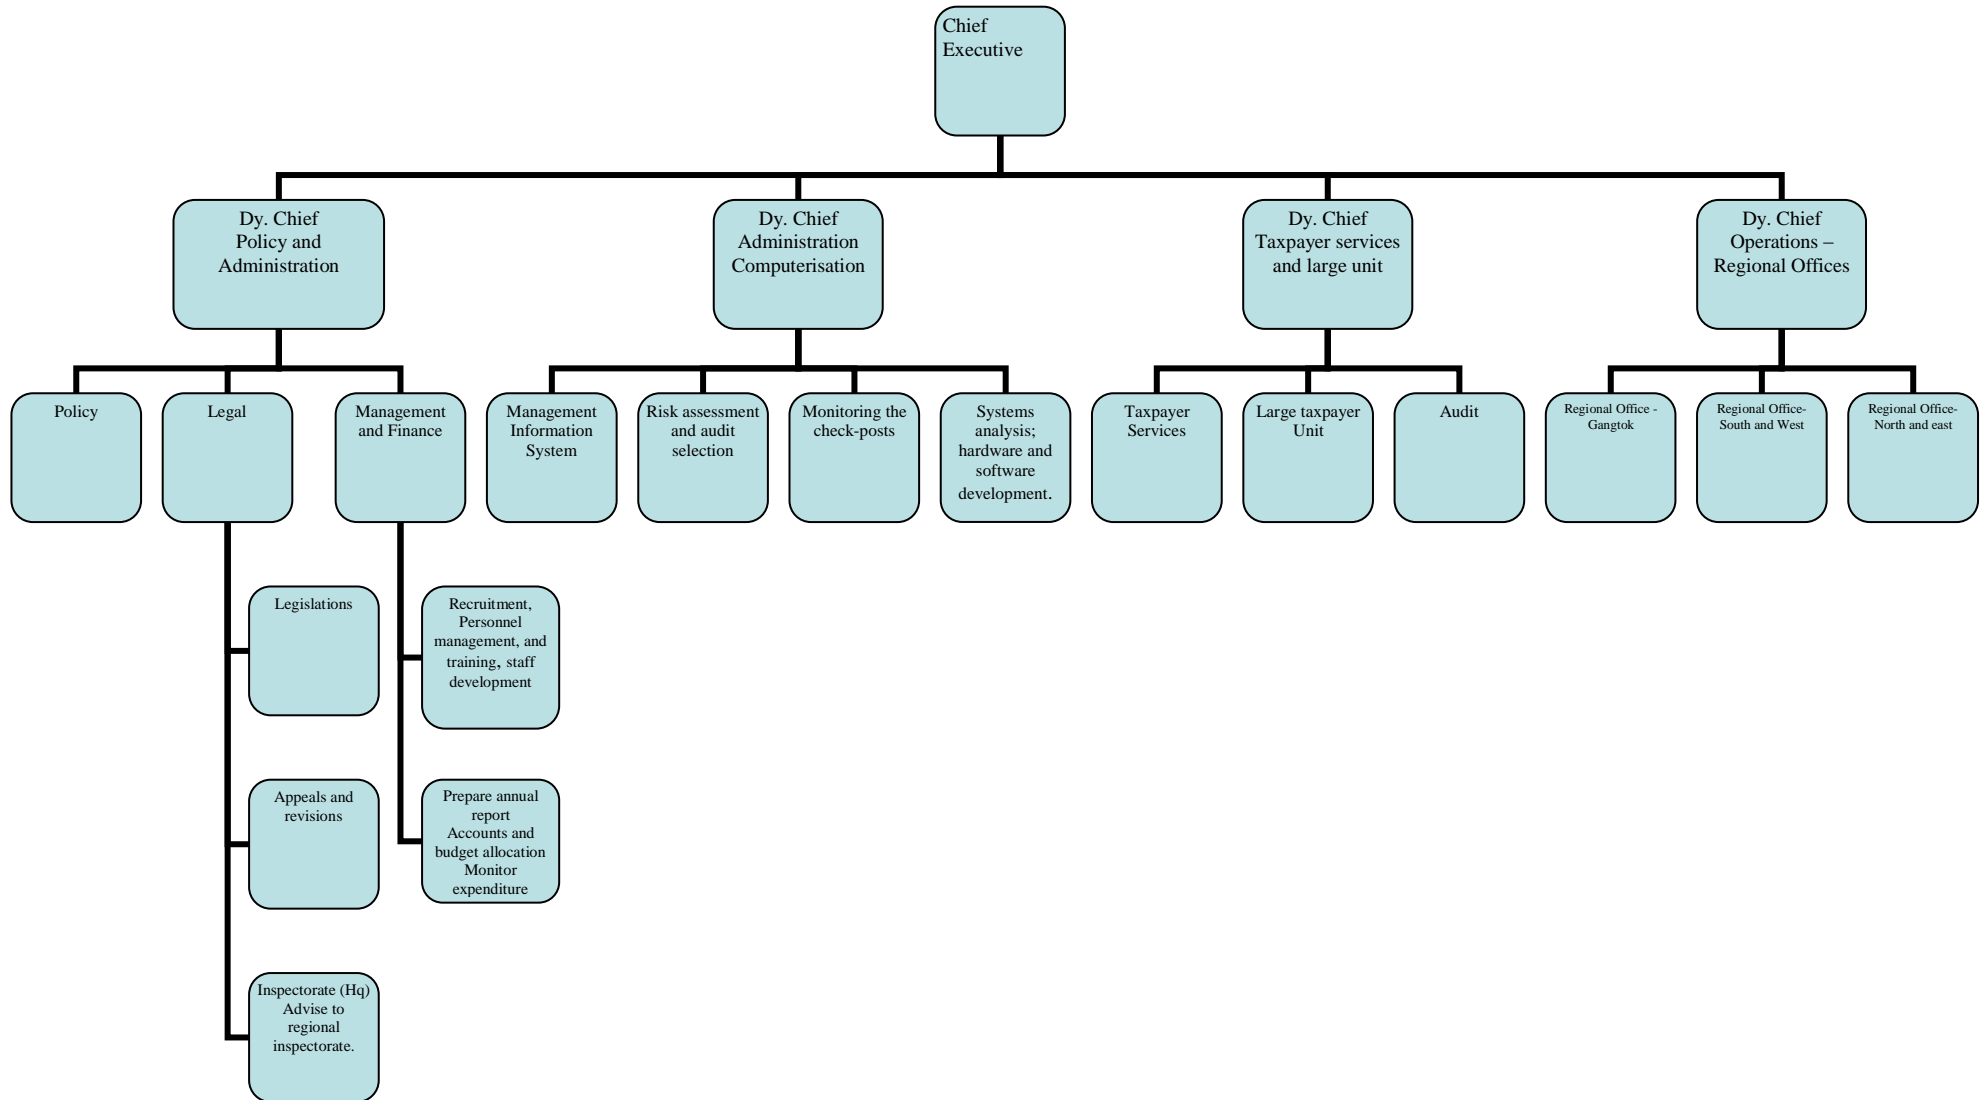 Chief
Executive
Dy. Chief
Policy and
Administration
Dy. Chief
Administration
Computerisation
Dy. Chief
Taxpayer services
and large unit
Dy. Chief
Operations –
Regional Offices
Policy
Legal
Management
and Finance
Management
Information
System
Risk assessment
and audit
selection
Monitoring the
check-posts
Systems
analysis;
hardware and
software
development.
Taxpayer
Services
Large taxpayer
Unit
Audit
Regional Office -
Gangtok
Regional Office-
South and West
Regional Office-
North and east
Legislations
Recruitment,
Personnel
management, and
training, staff
development
Appeals and
revisions
Prepare annual
report
Accounts and
budget allocation
Monitor
expenditure
Inspectorate (Hq)
Advise to
regional
inspectorate.